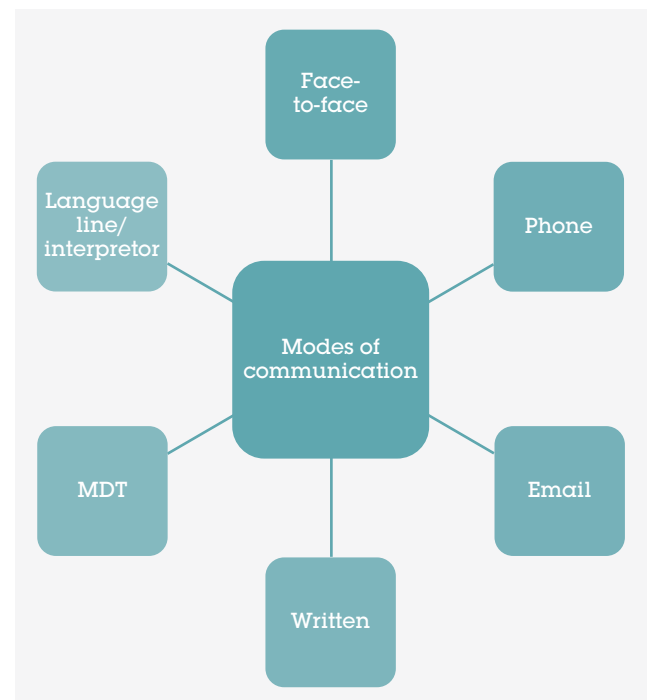 Face-
to-face
Language
line/
interpretor
Phone
Modes of
communication
MDT
Email
Written